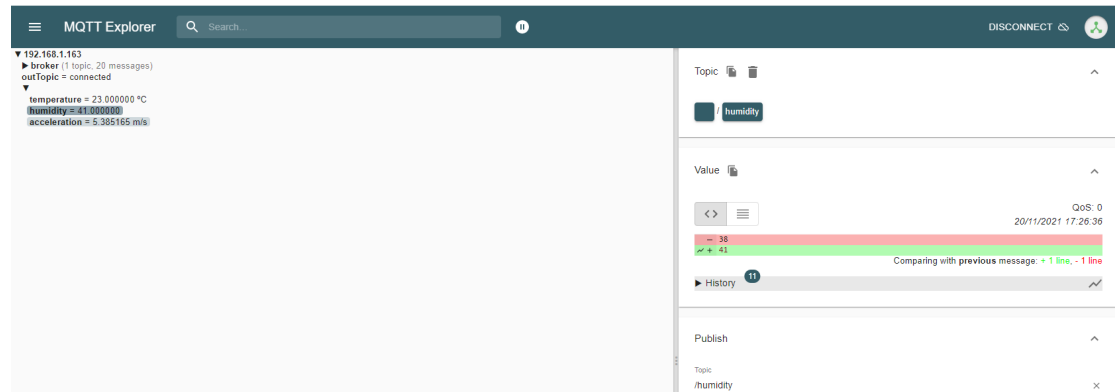 MQTT Explorer
Search...
DISCONNECT
▼ 192.168.1.163
▶ broker (1 topic, 20 messages)
outTopic = connected
▼
temperature = 23.000000 ºC
humidity = 41.000000
acceleration = 5.385165 m/s
Topic
/ humidity
Value
QoS: 0
20/11/2021 17:26:36
- 38
+ 41
Comparing with previous message: + 1 line, - 1 line
▶ History 11
Publish
Topic
/humidity